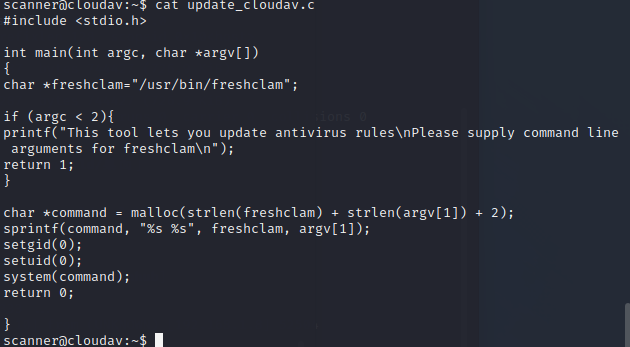 scanner@cloudav:~$ cat update_cloudav.c
#include <stdio.h>
int main(int argc, char *argv[])
{
char *freshclam="/usr/bin/freshclam";
if (argc < 2){
printf("This tool lets you update antivirus rules\nPlease supply command line
arguments for freshclam\n");
return 1;
}
char *command = malloc(strlen(freshclam) + strlen(argv[1]) + 2);
sprintf(command, "%s %s", freshclam, argv[1]);
setgid(0);
setuid(0);
system(command);
return 0;
}
scanner@cloudav:~$